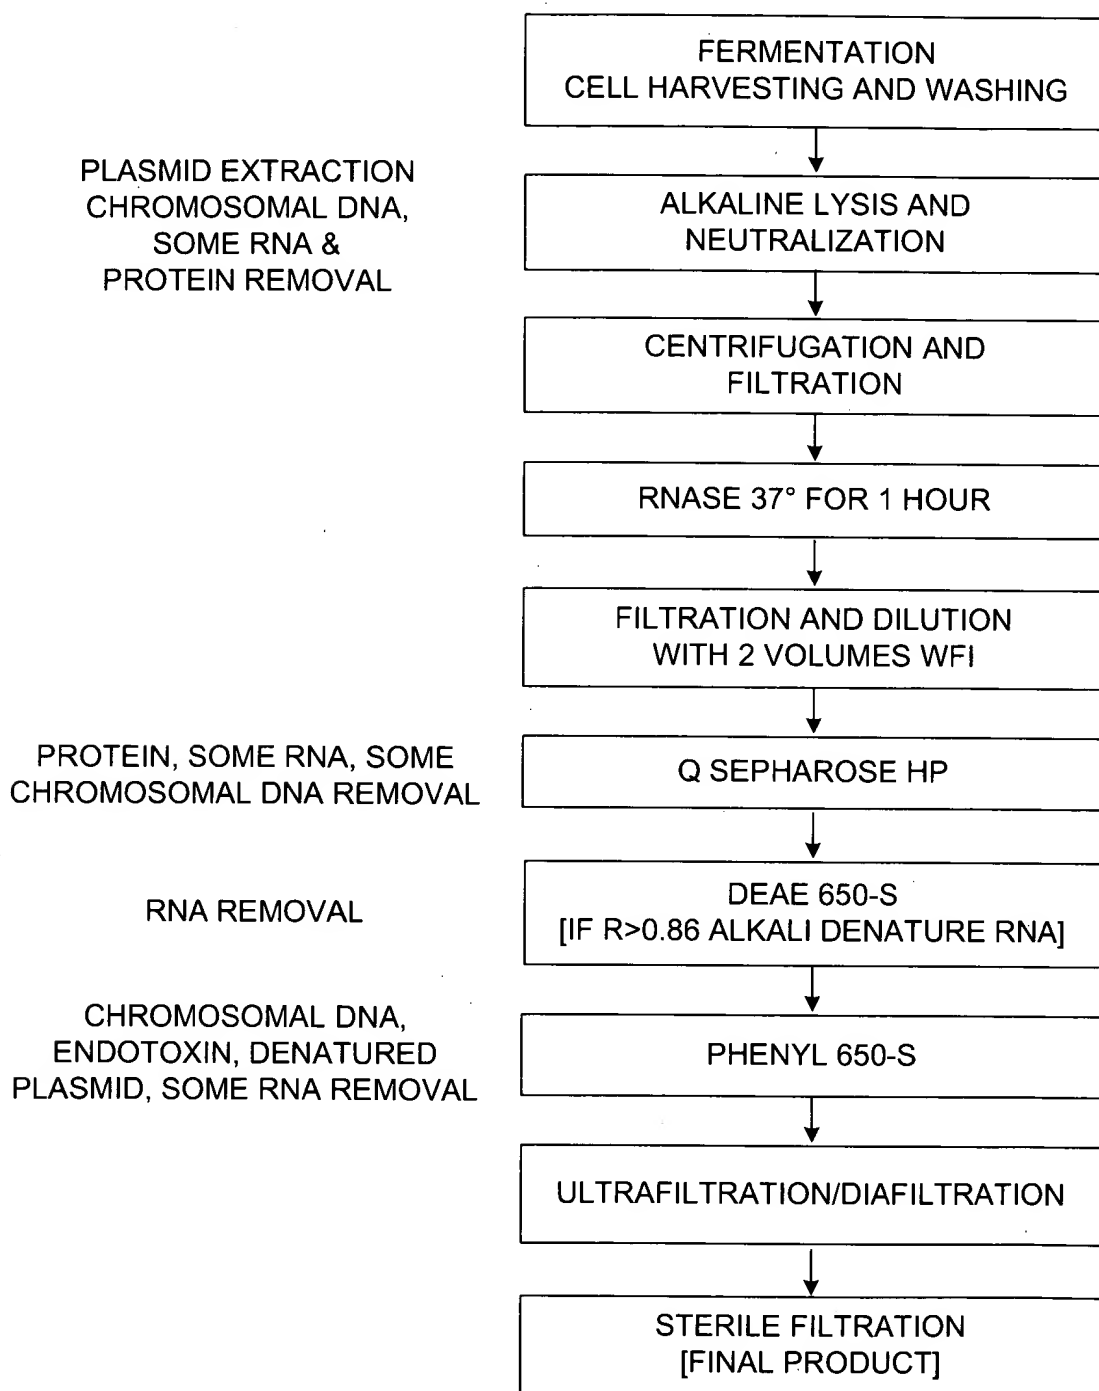 FERMENTATION
CELL HARVESTING AND WASHING
PLASMID EXTRACTION
CHROMOSOMAL DNA,
SOME RNA &
PROTEIN REMOVAL
ALKALINE LYSIS AND
NEUTRALIZATION
CENTRIFUGATION AND
FILTRATION
RNASE 37° FOR 1 HOUR
FILTRATION AND DILUTION
WITH 2 VOLUMES WFI
PROTEIN, SOME RNA, SOME
CHROMOSOMAL DNA REMOVAL
Q SEPHAROSE HP
RNA REMOVAL
DEAE 650-S
[IF R>0.86 ALKALI DENATURE RNA]
CHROMOSOMAL DNA,
ENDOTOXIN, DENATURED
PLASMID, SOME RNA REMOVAL
PHENYL 650-S
ULTRAFILTRATION/DIAFILTRATION
STERILE FILTRATION
[FINAL PRODUCT]